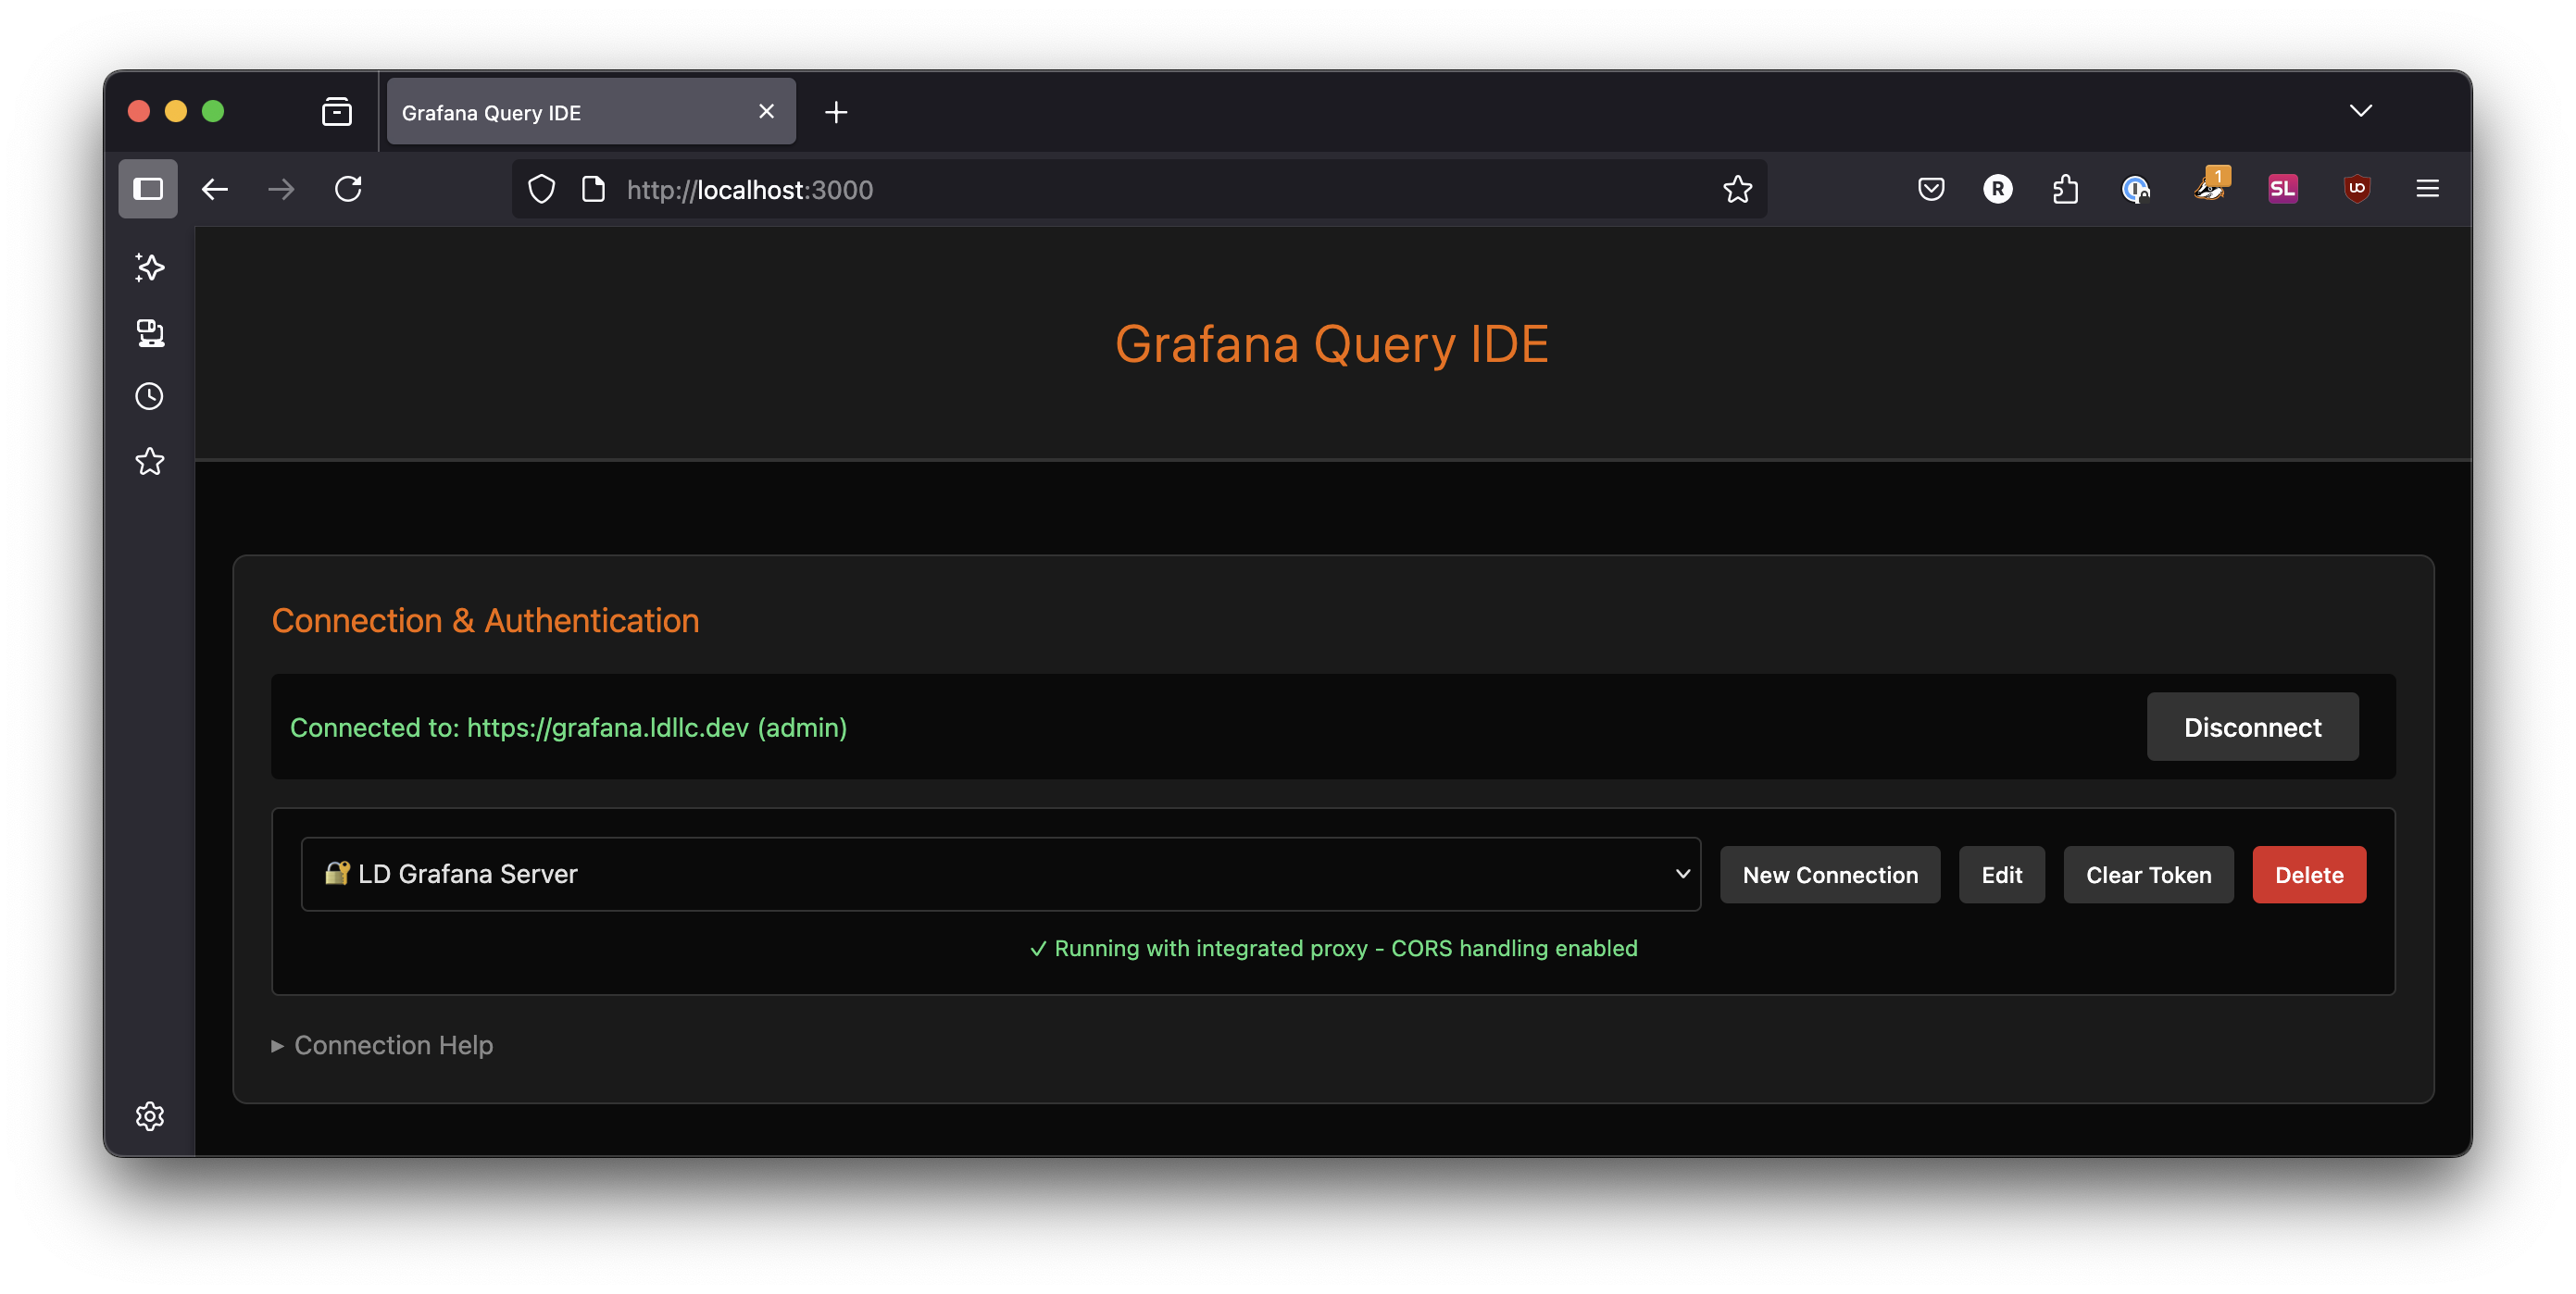 Grafana Query IDE
http://localhost:3000
R
1
SL
UO
Grafana Query IDE
Connection & Authentication
Connected to: https://grafana.ldllc.dev (admin)
Disconnect
🔐 LD Grafana Server
New Connection
Edit
Clear Token
Delete
✓ Running with integrated proxy - CORS handling enabled
▶ Connection Help